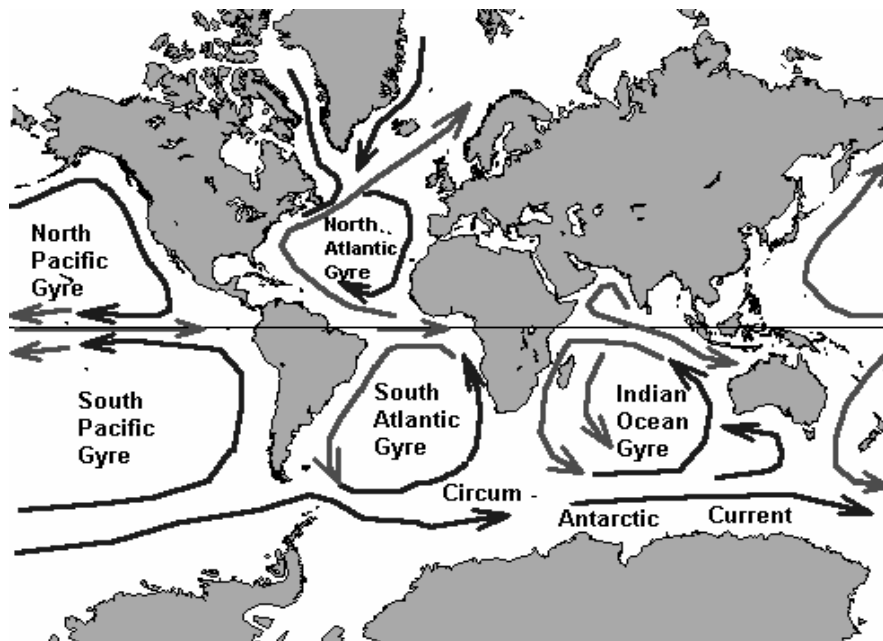 North
Pacific
Gyre
North
Atlantic
Gyre
South
Pacific
Gyre
South
Atlantic
Gyre
Indian
Ocean
Gyre
Circum -
Antarctic Current